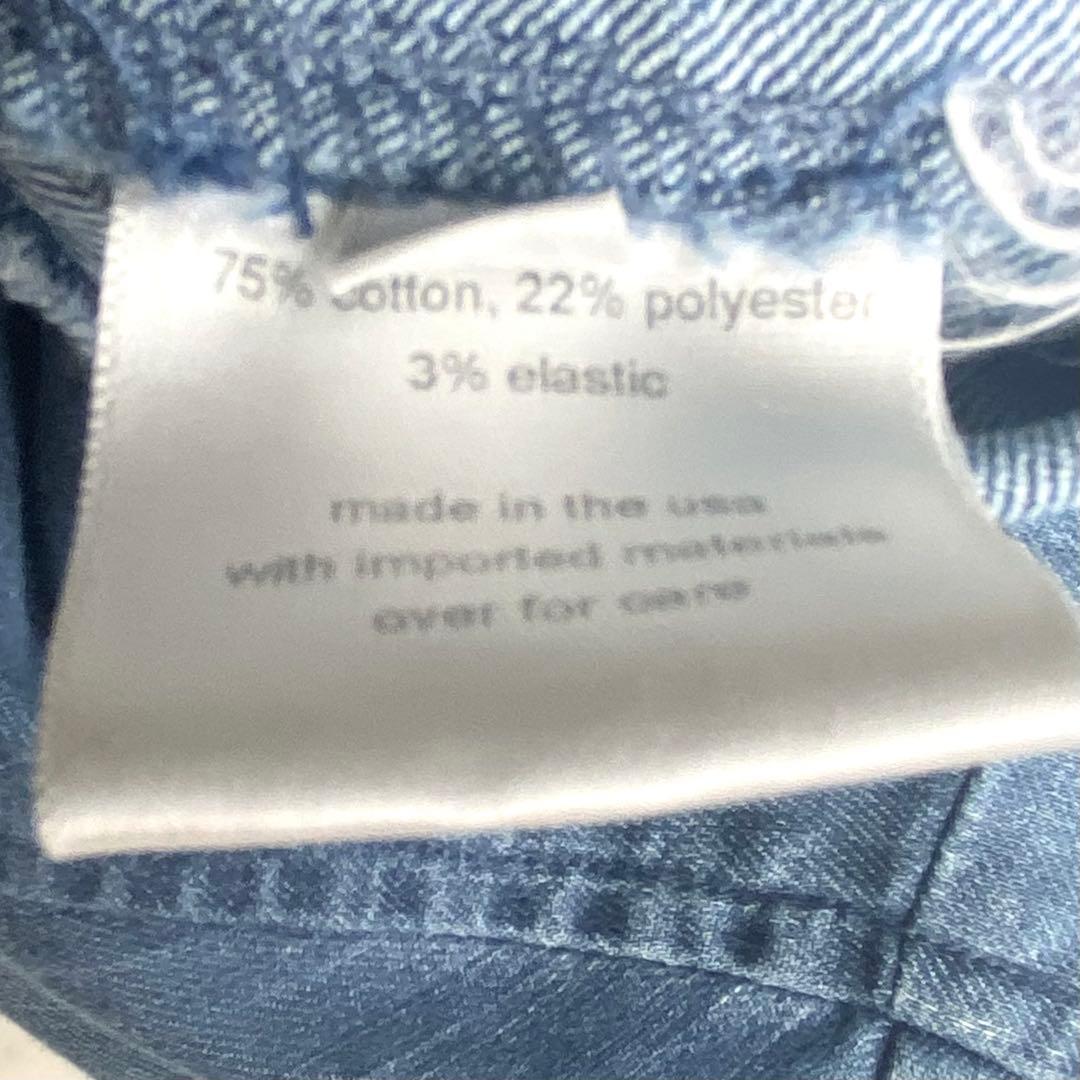 75% cotton, 22% polyester
3% elastic
made in the usa
with imported materials
over for care